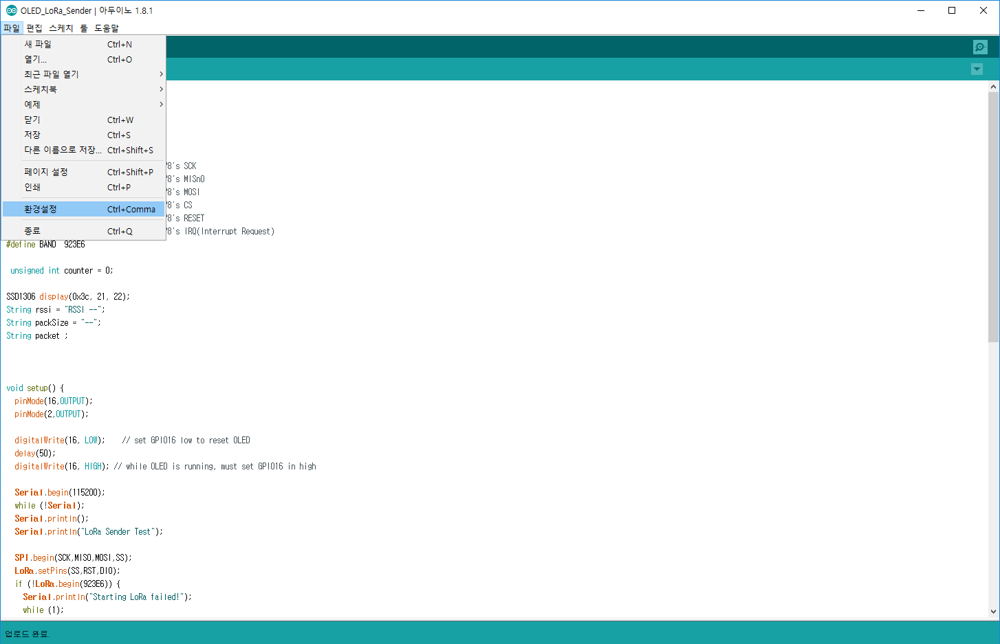 OLED_LoRa_Sender | 아두이노 1.8.1
파일 편집 스케치 툴 도움말
새 파일 Ctrl+N
열기... Ctrl+O
최근 파일 열기
스케치북
예제
닫기 Ctrl+W
저장 Ctrl+S
다른 이름으로 저장... Ctrl+Shift+S
페이지 설정 Ctrl+Shift+P
인쇄 Ctrl+P
환경설정 Ctrl+Comma
종료 Ctrl+Q
8's SCK
8's MISnO
8's MOSI
8's CS
8's RESET
8's IRQ(Interrupt Request)
#define BAND  923E6
unsigned int counter = 0;
SSD1306 display(0x3c, 21, 22);
String rssi = "RSSI --";
String packSize = "--";
String packet ;
void setup() {
pinMode(16,OUTPUT);
pinMode(2,OUTPUT);
digitalWrite(16, LOW);    // set GPIO16 low to reset OLED
delay(50);
digitalWrite(16, HIGH); // while OLED is running, must set GPIO16 in high
Serial.begin(115200);
while (!Serial);
Serial.println();
Serial.println("LoRa Sender Test");
SPI.begin(SCK,MISO,MOSI,SS);
LoRa.setPins(SS,RST,DI0);
if (!LoRa.begin(923E6)) {
Serial.println("Starting LoRa failed!");
while (1);
업로드 완료.